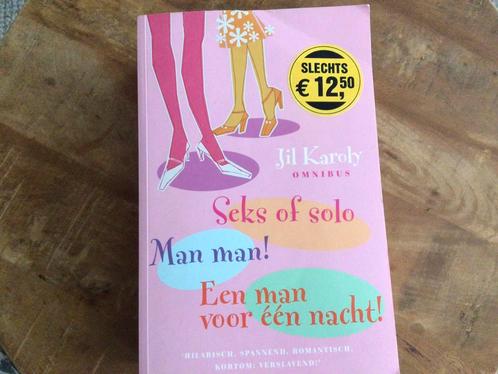 SLECHTS
€ 12,50
Jil Karoly
OMNIBUS
Seks of solo
Man man!
Een man
voor één nacht!
'HILARISCH, SPANNEND, ROMANTISCH,
KORTOM: VERSLAVEND!'